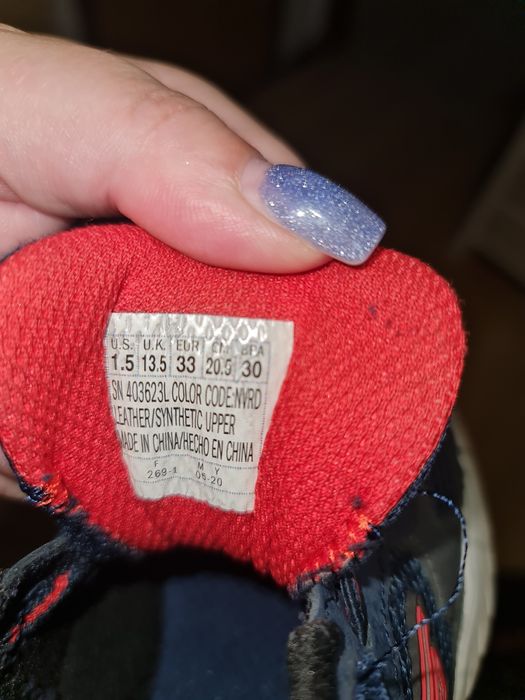 U.S. U.K. EUR CM BRA
1.5 13.5 33 20.5 30
SN 403623L COLOR CODE:NVRD
LEATHER/SYNTHETIC UPPER
MADE IN CHINA/HECHO EN CHINA
F M Y
269-1 05-20